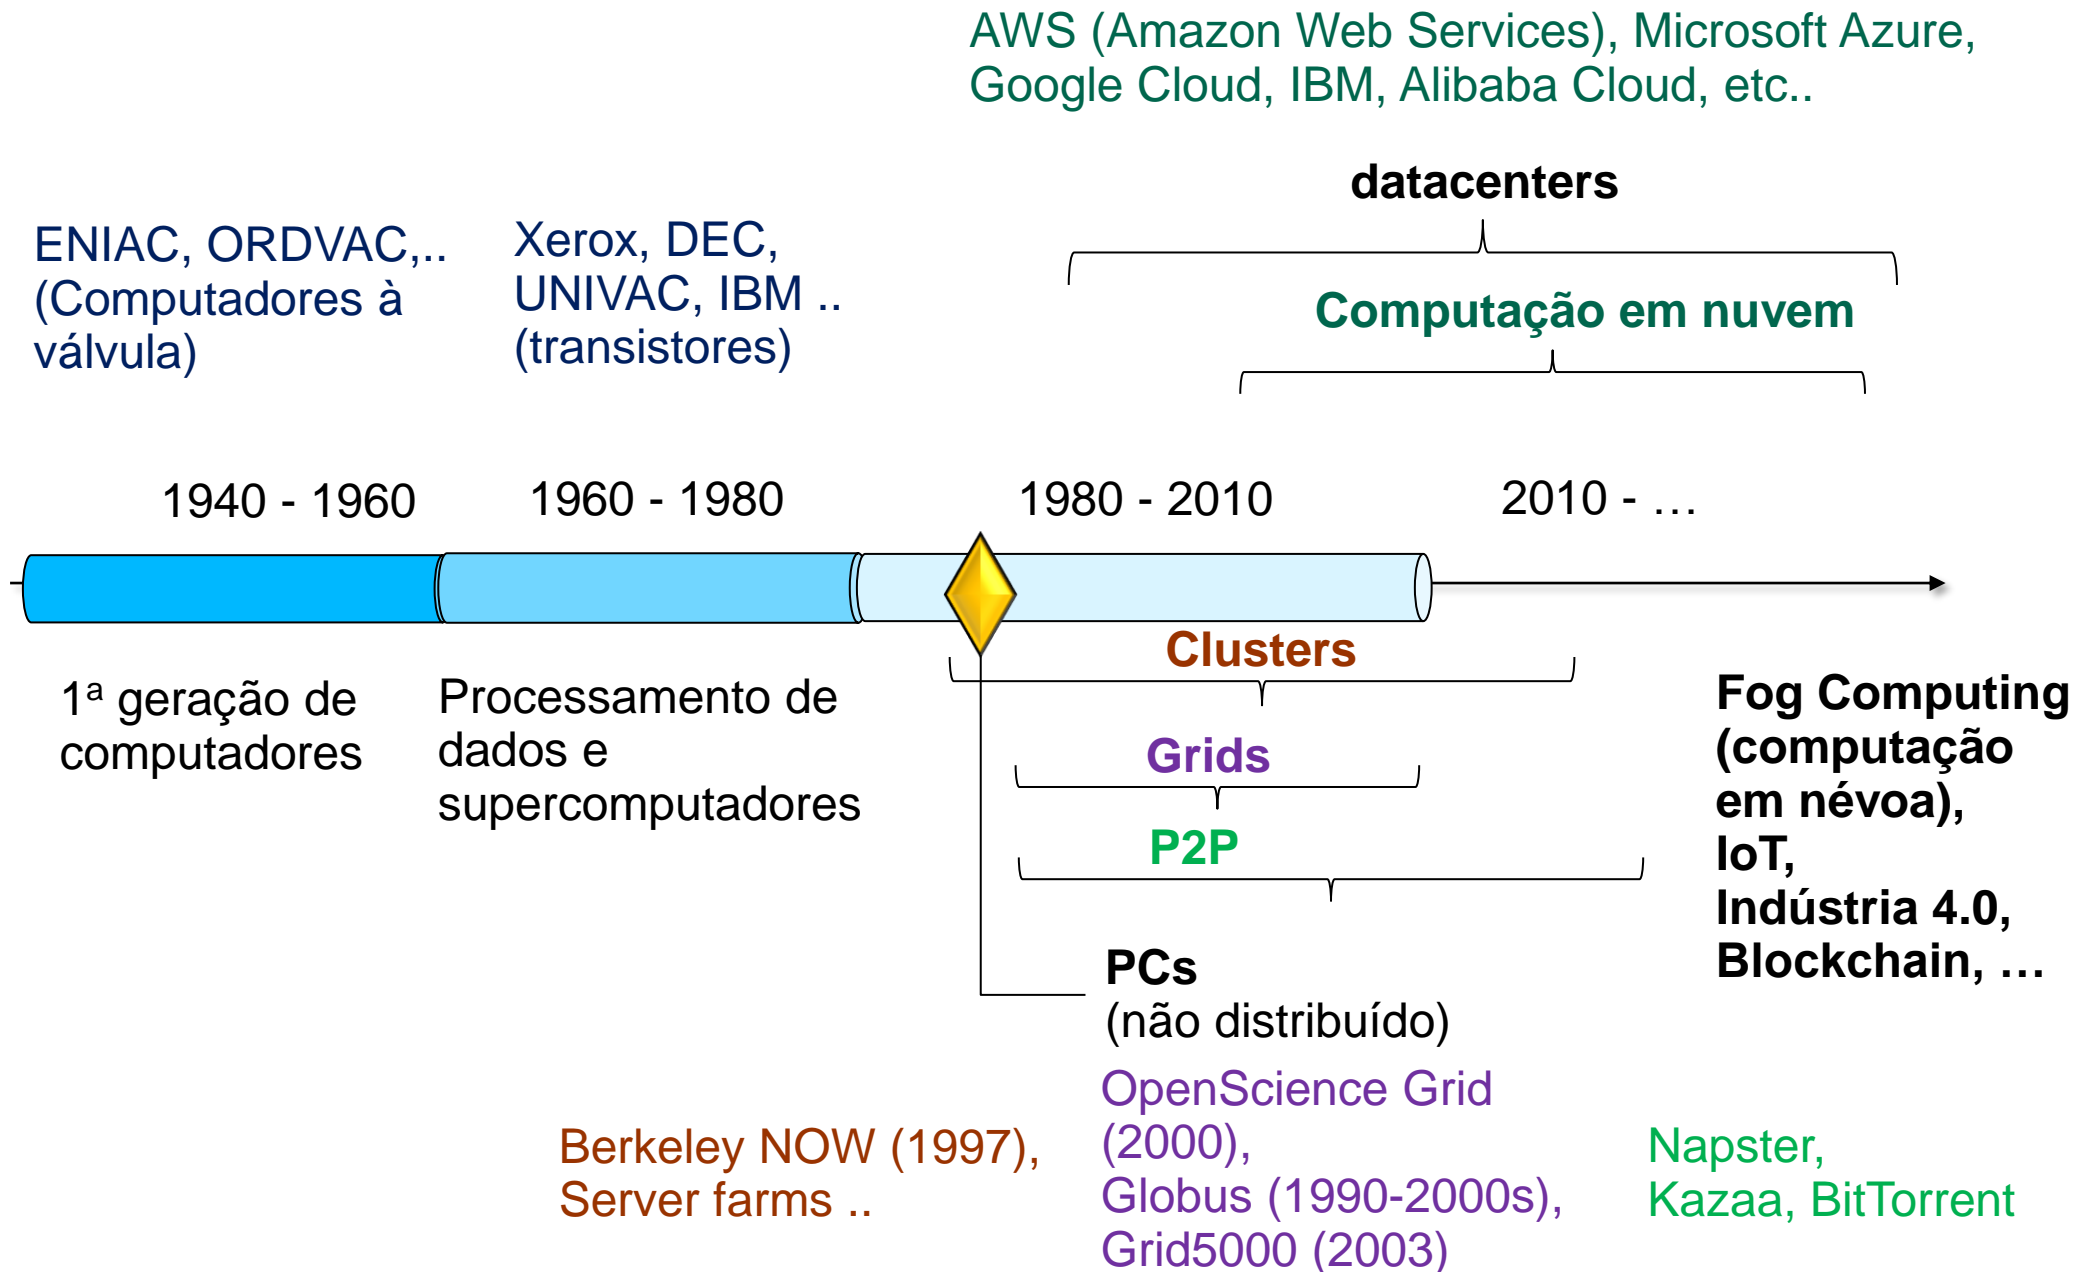 AWS (Amazon Web Services), Microsoft Azure,
Google Cloud, IBM, Alibaba Cloud, etc..
datacenters
ENIAC, ORDVAC,..
(Computadores à
válvula)
Xerox, DEC,
UNIVAC, IBM ..
(transistores)
Computação em nuvem
1940 - 1960
1960 - 1980
1980 - 2010
2010 - …
Clusters
1ª geração de
computadores
Processamento de
dados e
supercomputadores
Grids
P2P
Fog Computing
(computação
em névoa),
IoT,
Indústria 4.0,
Blockchain, …
PCs
(não distribuído)
Berkeley NOW (1997),
Server farms ..
OpenScience Grid
(2000),
Globus (1990-2000s),
Grid5000 (2003)
Napster,
Kazaa, BitTorrent